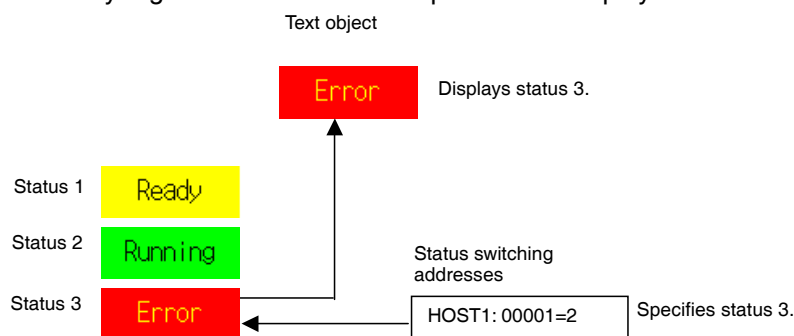 Text object
Error
Displays status 3.
Status 1
Ready
Status 2
Running
Status switching
addresses
Status 3
Error
HOST1: 00001=2
Specifies status 3.